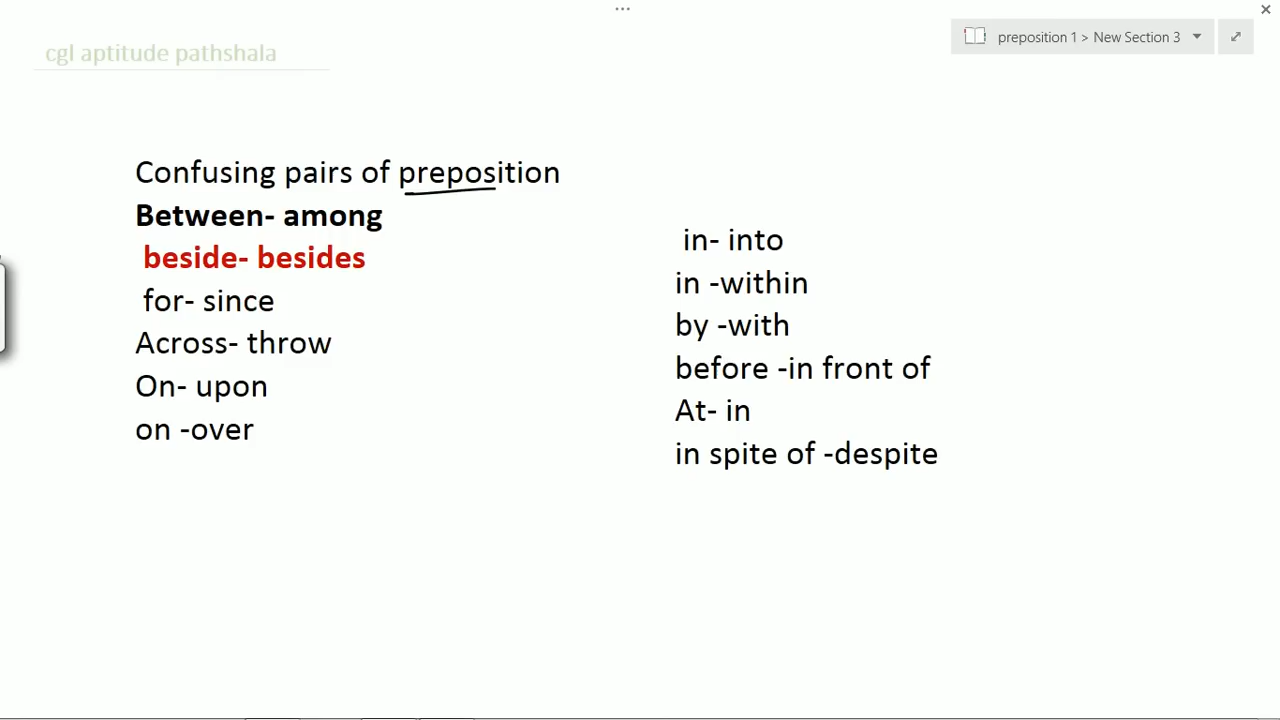 cgl aptitude pathshala
preposition 1 > New Section 3
Confusing pairs of preposition
Between- among
beside- besides
for- since
Across- throw
On- upon
on -over
in- into
in -within
by -with
before -in front of
At- in
in spite of -despite